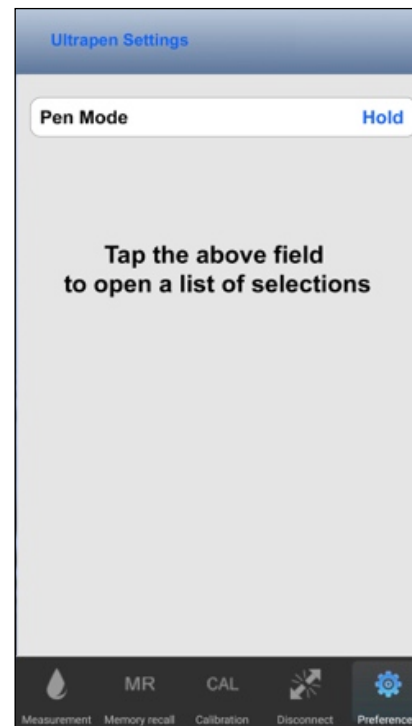 Ultrapen Settings
Pen Mode Hold
Tap the above field
to open a list of selections
MR CAL
Measurement Memory recall Calibration Disconnect Preference